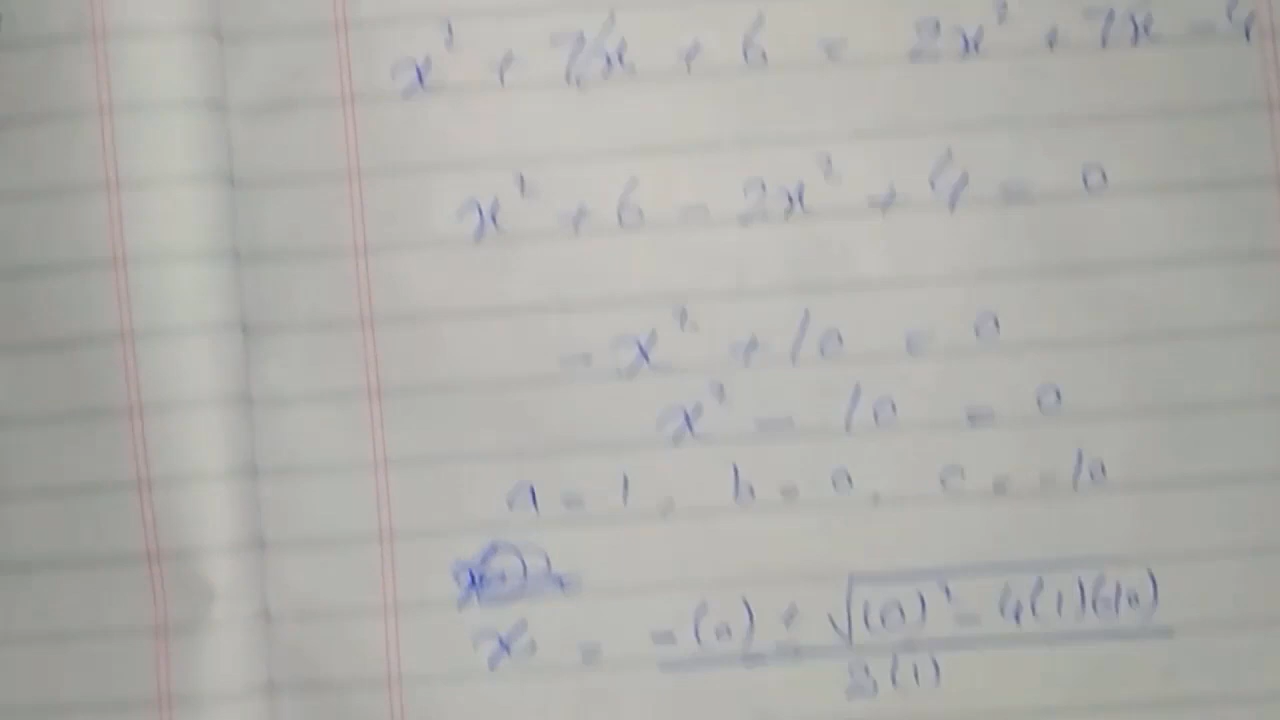 x² + 7x + 6 = 2x² + 7x - 4
x² + 6 - 2x² + 4 = 0
-x² + 10 = 0
x² - 10 = 0
a = 1, b = 0, c = -10
x = -(0) ± √(0)² - 4(1)(-10)
2(1)